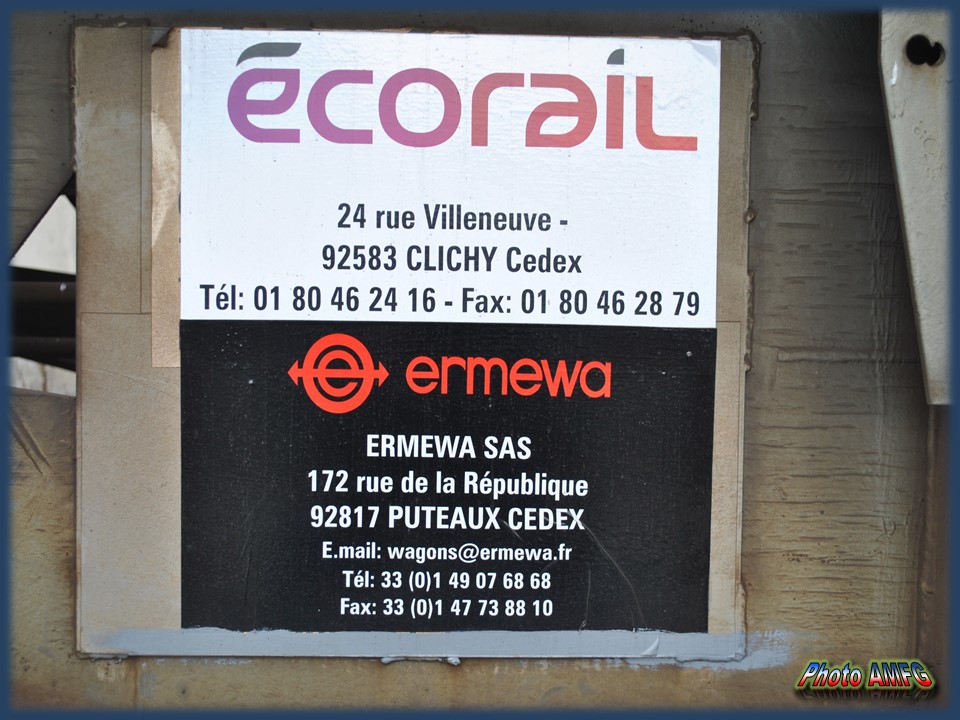 écorail
24 rue Villeneuve -
92583 CLICHY Cedex
Tél: 01 80 46 24 16 - Fax: 01 80 46 28 79
e ermewa
ERMEWA SAS
172 rue de la République
92817 PUTEAUX CEDEX
E.mail: wagons@ermewa.fr
Tél: 33 (0)1 49 07 68 68
Fax: 33 (0)1 47 73 88 10
Photo AMFG